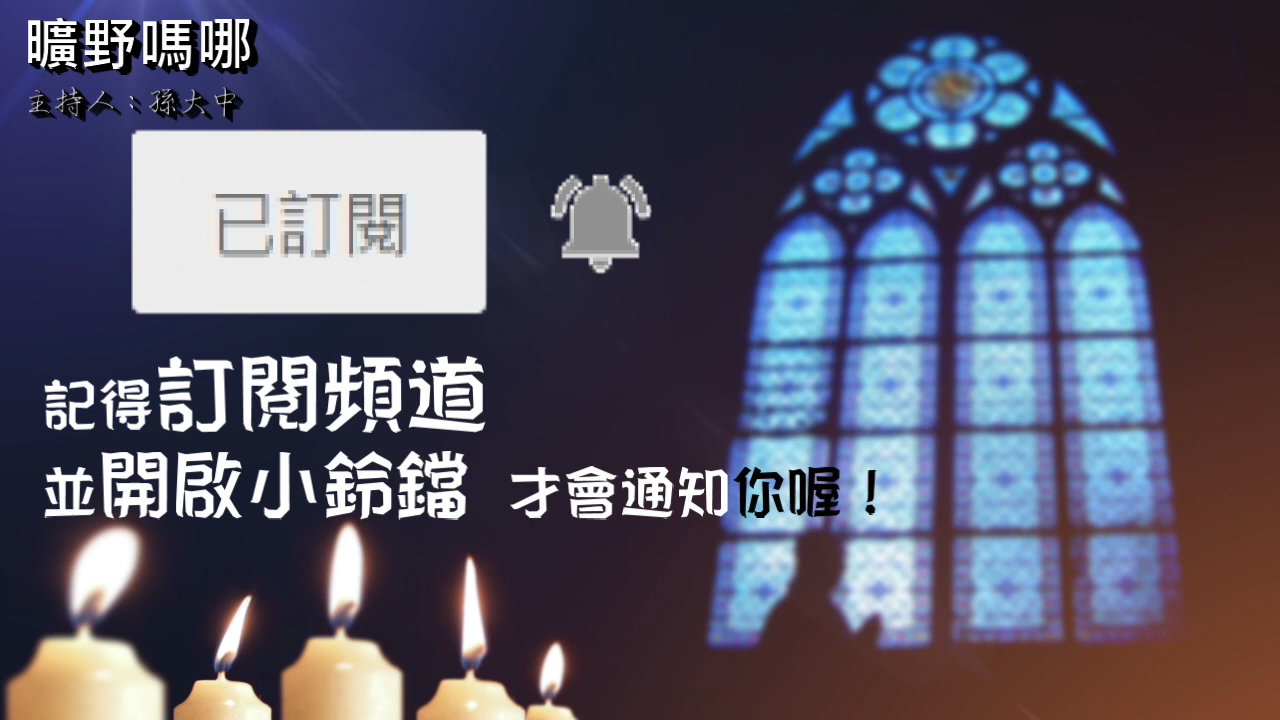 曠野嗎哪
主持人：孫大中
已訂閱
記得訂閱頻道
並開啟小鈴鐺 才會通知你喔！